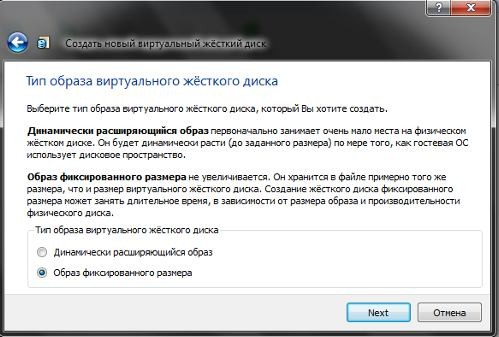 Создать новый виртуальный жёсткий диск
Тип образа виртуального жёсткого диска
Выберите тип образа виртуального жёсткого диска, который Вы хотите создать.
Динамически расширяющийся образ первоначально занимает очень мало места на физическом
жёстком диске. Он будет динамически расти (до заданного размера) по мере того, как гостевая ОС
использует дисковое пространство.
Образ фиксированного размера не увеличивается. Он хранится в файле примерно того же
размера, что и размер виртуального жёсткого диска. Создание жёсткого диска фиксированного
размера может занять длительное время, в зависимости от размера образа и производительности
физического диска.
Тип образа виртуального жёсткого диска
Динамически расширяющийся образ
Образ фиксированного размера
Next
Отмена